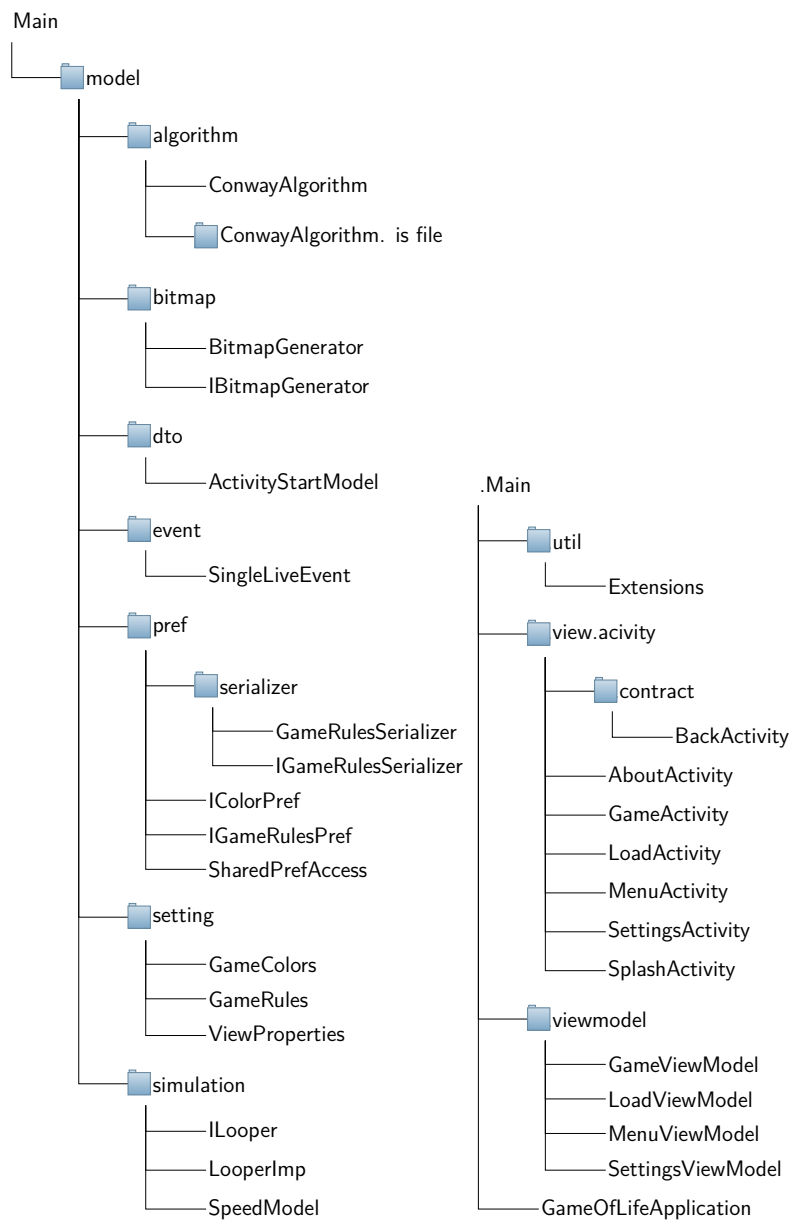 Main
model
algorithm
ConwayAlgorithm
ConwayAlgorithm. is file
bitmap
BitmapGenerator
IBitmapGenerator
dto
ActivityStartModel
event
SingleLiveEvent
pref
serializer
GameRulesSerializer
IGameRulesSerializer
IColorPref
IGameRulesPref
SharedPrefAccess
setting
GameColors
GameRules
ViewProperties
simulation
ILooper
LooperImp
SpeedModel
.Main
util
Extensions
view.acivity
contract
BackActivity
AboutActivity
GameActivity
LoadActivity
MenuActivity
SettingsActivity
SplashActivity
viewmodel
GameViewModel
LoadViewModel
MenuViewModel
SettingsViewModel
GameOfLifeApplication